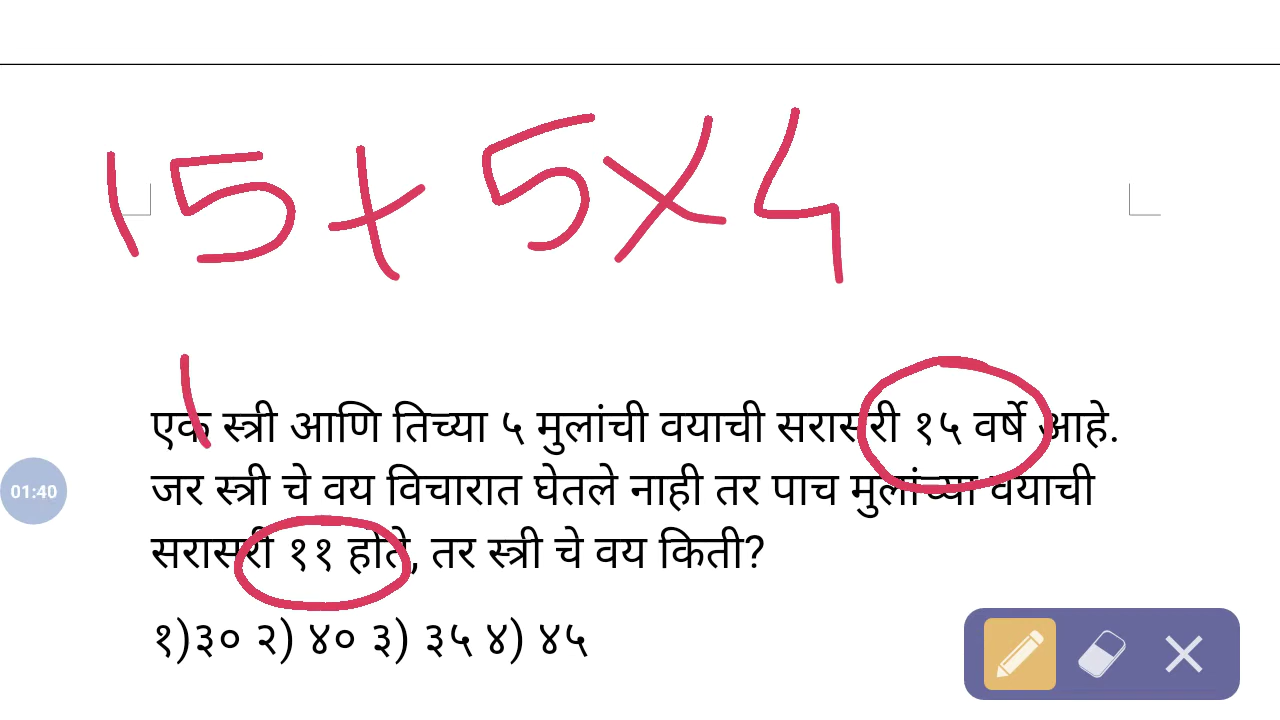 15+ 5×4
एक स्त्री आणि तिच्या ५ मुलांची वयाची सरासरी १५ वर्षे आहे.
जर स्त्री चे वय विचारात घेतले नाही तर पाच मुलांच्या वयाची
सरासरी ११ होते, तर स्त्री चे वय किती?
१)३० २) ४० ३) ३५ ४) ४५
01:40